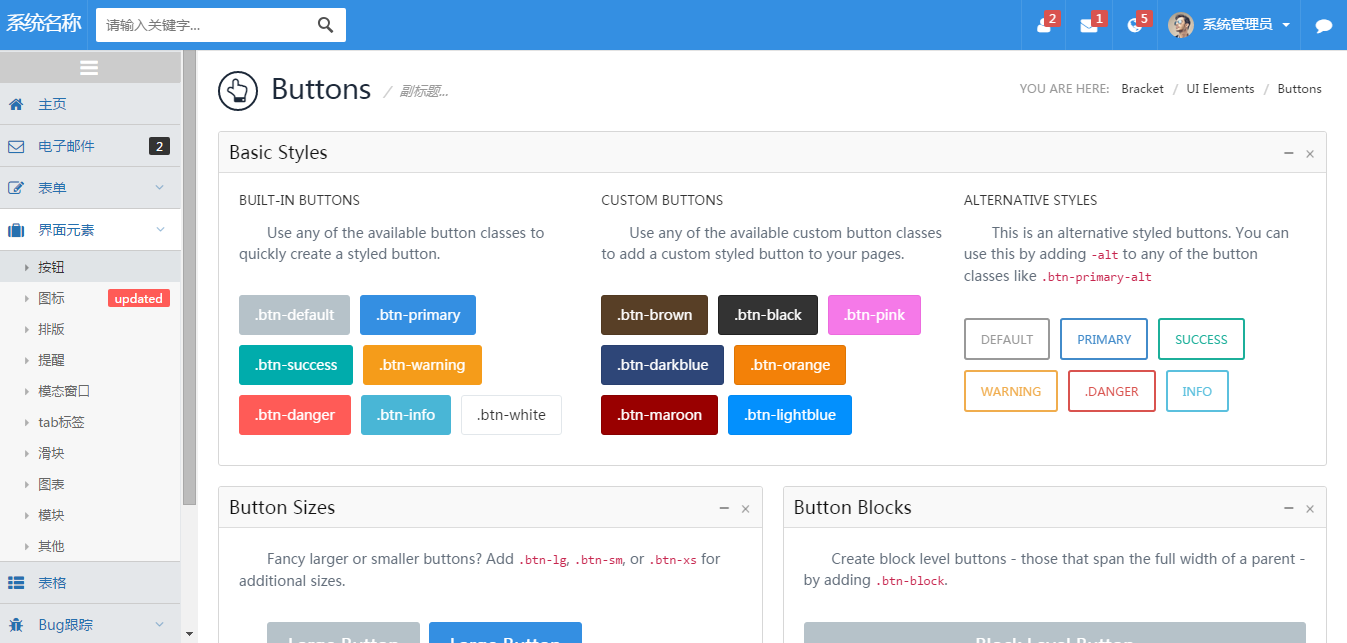 系统名称
请输入关键字...
2
1
5
系统管理员
主页
电子邮件 2
表单
界面元素
按钮
图标 updated
排版
提醒
模态窗口
tab标签
滑块
图表
模块
其他
表格
Bug跟踪
Buttons / 副标题...
YOU ARE HERE: Bracket / UI Elements / Buttons
Basic Styles
BUILT-IN BUTTONS
Use any of the available button classes to
quickly create a styled button.
.btn-default .btn-primary
.btn-success .btn-warning
.btn-danger .btn-info .btn-white
CUSTOM BUTTONS
Use any of the available custom button classes
to add a custom styled button to your pages.
.btn-brown .btn-black .btn-pink
.btn-darkblue .btn-orange
.btn-maroon .btn-lightblue
ALTERNATIVE STYLES
This is an alternative styled buttons. You can
use this by adding -alt to any of the button
classes like .btn-primary-alt
DEFAULT PRIMARY SUCCESS
WARNING .DANGER INFO
Button Sizes
Fancy larger or smaller buttons? Add .btn-lg, .btn-sm, or .btn-xs for
additional sizes.
Large Button Large Button
Button Blocks
Create block level buttons - those that span the full width of a parent -
by adding .btn-block.
Block Level Button